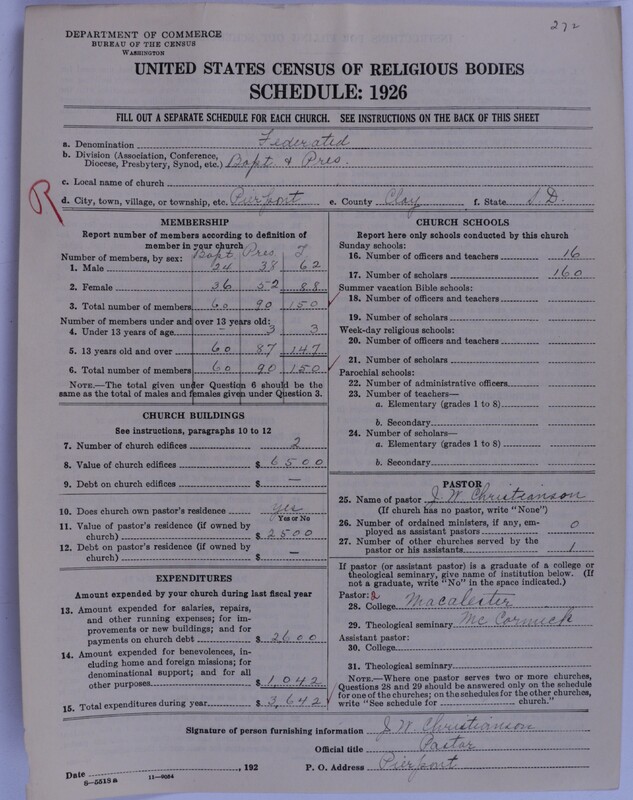 272
DEPARTMENT OF COMMERCE
BUREAU OF THE CENSUS
WASHINGTON
UNITED STATES CENSUS OF RELIGIOUS BODIES
SCHEDULE: 1926
FILL OUT A SEPARATE SCHEDULE FOR EACH CHURCH. SEE INSTRUCTIONS ON THE BACK OF THIS SHEET
a. Denomination Federated
b. Division (Association, Conference, Diocese, Presbytery, Synod, etc.) Bapt & Pres.
c. Local name of church
R
d. City, town, village, or township, etc. Pierpont e. County Clay f. State S. D.
MEMBERSHIP
Report number of members according to definition of member in your church
Bapt. Pres. T
Number of members, by sex:
1. Male 24 38 62
2. Female 36 52 88
3. Total number of members 60 90 150
Number of members under and over 13 years old:
4. Under 13 years of age - 3 3
5. 13 years old and over 60 87 147
6. Total number of members 60 90 150
NOTE.—The total given under Question 6 should be the same as the total of males and females given under Question 3.
CHURCH BUILDINGS
See instructions, paragraphs 10 to 12
7. Number of church edifices 2
8. Value of church edifices $ 6500
9. Debt on church edifices $ —
10. Does church own pastor's residence yes
Yes or No
11. Value of pastor's residence (if owned by church) $ 2500
12. Debt on pastor's residence (if owned by church) $ —
EXPENDITURES
Amount expended by your church during last fiscal year
13. Amount expended for salaries, repairs, and other running expenses; for improvements or new buildings; and for payments on church debt $ 2600
14. Amount expended for benevolences, including home and foreign missions; for denominational support; and for all other purposes $ 1,042
15. Total expenditures during year $ 3,642
CHURCH SCHOOLS
Report here only schools conducted by this church
Sunday schools:
16. Number of officers and teachers 16
17. Number of scholars 160
Summer vacation Bible schools:
18. Number of officers and teachers
19. Number of scholars
Week-day religious schools:
20. Number of officers and teachers
21. Number of scholars
Parochial schools:
22. Number of administrative officers
23. Number of teachers—
a. Elementary (grades 1 to 8)
b. Secondary
24. Number of scholars—
a. Elementary (grades 1 to 8)
b. Secondary
PASTOR
25. Name of pastor J. W. Christianson
(If church has no pastor, write "None")
26. Number of ordained ministers, if any, employed as assistant pastors 0
27. Number of other churches served by the pastor or his assistants 1
If pastor (or assistant pastor) is a graduate of a college or theological seminary, give name of institution below. (If not a graduate, write "No" in the space indicated.)
Pastor:
28. College Macalester
29. Theological seminary McCormick
Assistant pastor:
30. College
31. Theological seminary
NOTE.—Where one pastor serves two or more churches, Questions 28 and 29 should be answered only on the schedule for one of the churches; on the schedules for the other churches, write "See schedule for church."
Signature of person furnishing information J W Christianson
Official title Pastor
Date , 192 P. O. Address Pierpont
8-5518a 11-9054